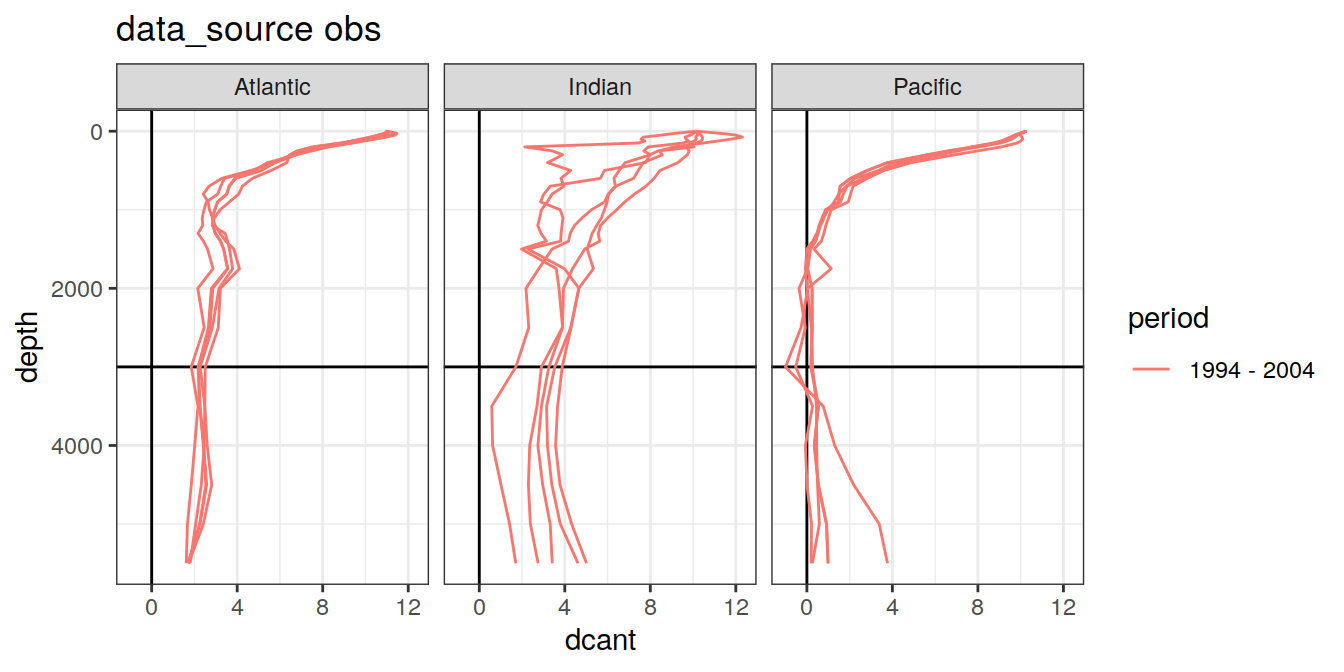 data_source obs
Atlantic Indian Pacific
0
2000
4000
depth
0 4 8 12 0 4 8 12 0 4 8 12
dcant
period
1994 - 2004